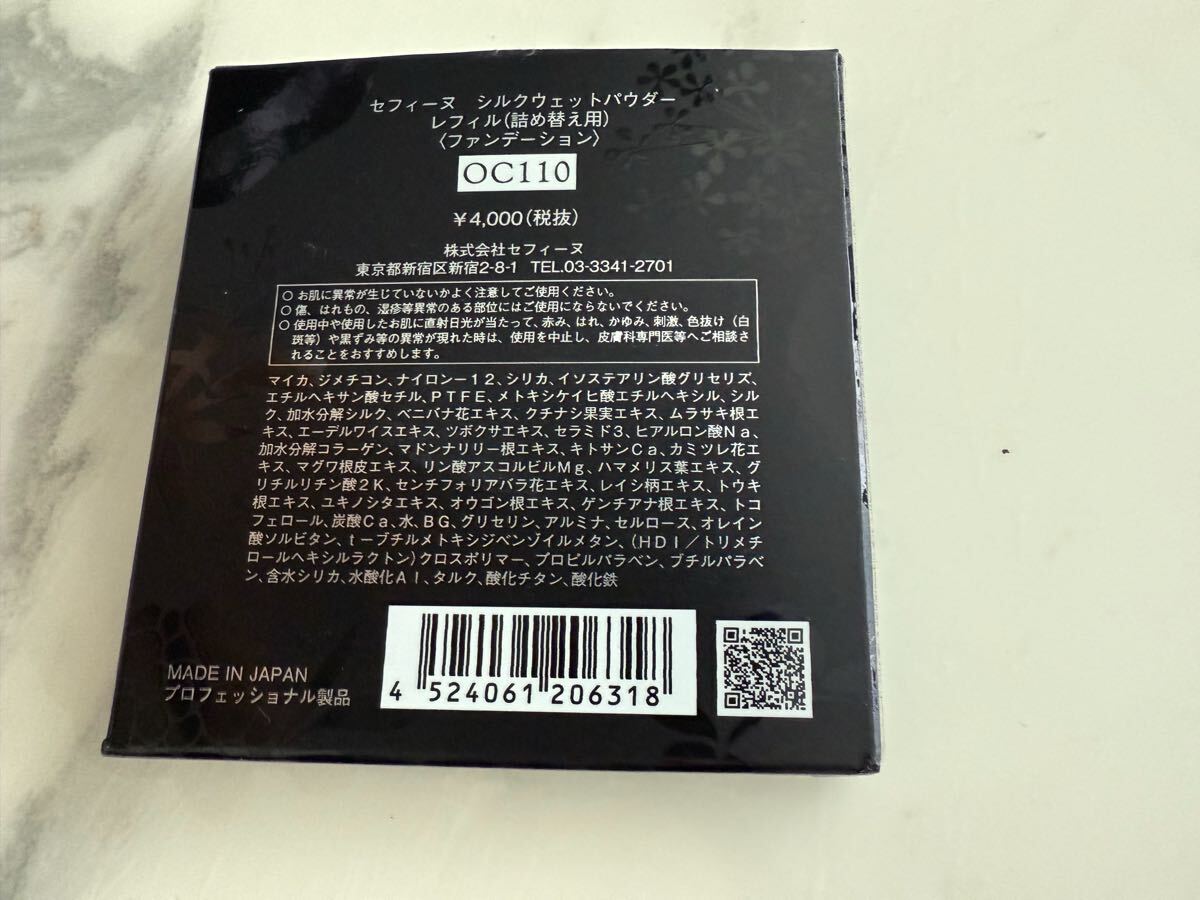 セフィーヌ シルクウェットパウダー
レフィル(詰め替え用)
〈ファンデーション〉
OC110
￥4,000(税抜)
株式会社セフィーヌ
東京都新宿区新宿2-8-1 TEL.03-3341-2701
○ お肌に異常が生じていないかよく注意してご使用ください。
○ 傷、はれもの、湿疹等異常のある部位にはご使用にならないでください。
○ 使用中や使用したお肌に直射日光が当たって、赤み、はれ、かゆみ、刺激、色抜け(白
斑等)や黒ずみ等の異常が現れた時は、使用を中止し、皮膚科専門医等へご相談さ
れることをおすすめします。
マイカ、ジメチコン、ナイロン－１２、シリカ、イソステアリン酸グリセリズ、
エチルヘキサン酸セチル、ＰＴＦＥ、メトキシケイヒ酸エチルヘキシル、シル
ク、加水分解シルク、ベニバナ花エキス、クチナシ果実エキス、ムラサキ根エ
キス、エーデルワイスエキス、ツボクサエキス、セラミド３、ヒアルロン酸Ｎａ、
加水分解コラーゲン、マドンナリリー根エキス、キトサンＣａ、カミツレ花エ
キス、マグワ根皮エキス、リン酸アスコルビルＭｇ、ハマメリス葉エキス、グ
リチルリチン酸２Ｋ、センチフォリアバラ花エキス、レイシ柄エキス、トウキ
根エキス、ユキノシタエキス、オウゴン根エキス、ゲンチアナ根エキス、トコ
フェロール、炭酸Ｃａ、水、ＢＧ、グリセリン、アルミナ、セルロース、オレイン
酸ソルビタン、ｔーブチルメトキシジベンゾイルメタン、（ＨＤＩ／トリメチ
ロールヘキシルラクトン）クロスポリマー、プロピルパラベン、ブチルパラベ
ン、含水シリカ、水酸化Ａｌ、タルク、酸化チタン、酸化鉄
MADE IN JAPAN
プロフェッショナル製品
4 524061 206318